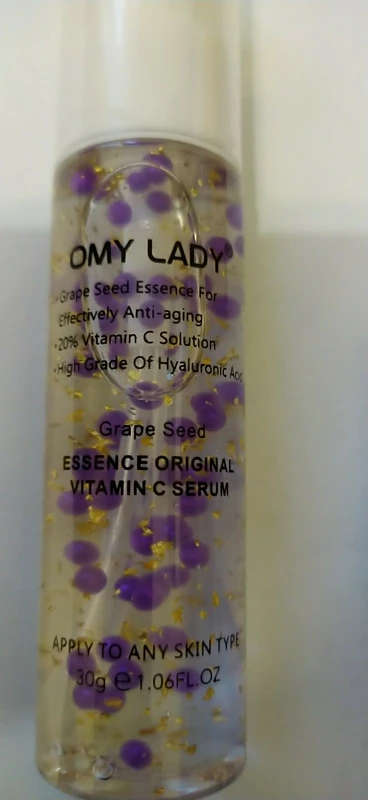 OMY LADY®
-Grape Seed Essence For
Effectively Anti-aging
-20% Vitamin C Solution
-High Grade Of Hyaluronic Acid
Grape Seed
ESSENCE ORIGINAL
VITAMIN C SERUM
APPLY TO ANY SKIN TYPE
30g ℮ 1.06FL.OZ